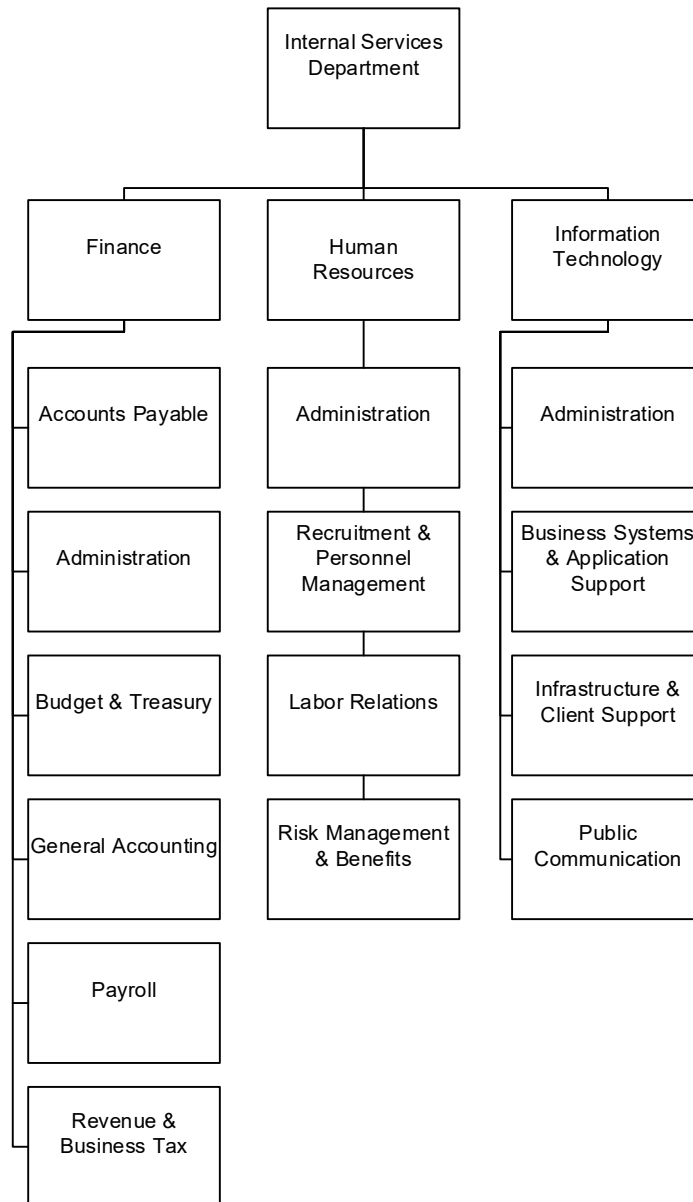 Internal Services
Department
Finance
Human
Resources
Information
Technology
Accounts Payable
Administration
Budget & Treasury
General Accounting
Payroll
Revenue &
Business Tax
Administration
Recruitment &
Personnel
Management
Labor Relations
Risk Management
& Benefits
Administration
Business Systems
& Application
Support
Infrastructure &
Client Support
Public
Communication